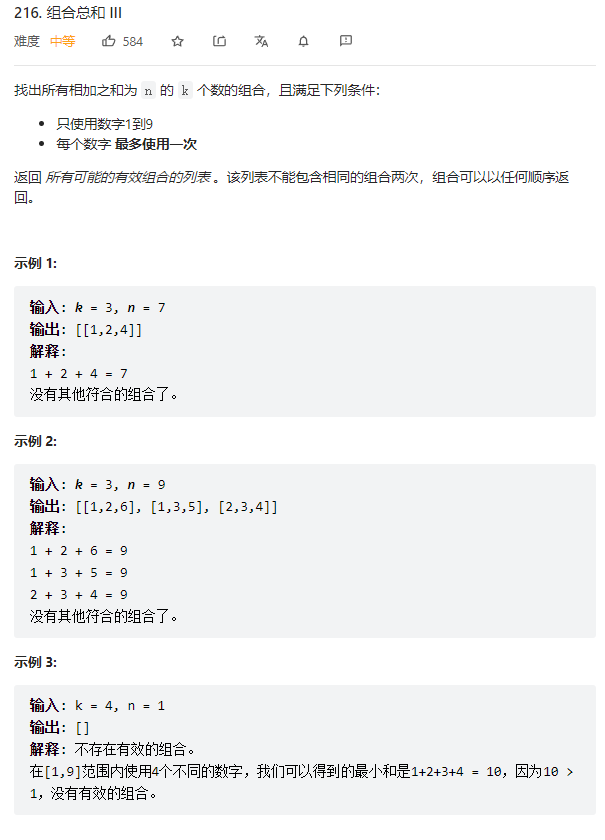 216. 组合总和 III
难度 中等 584
找出所有相加之和为 n 的 k 个数的组合，且满足下列条件：
只使用数字1到9
每个数字 最多使用一次
返回 所有可能的有效组合的列表 。该列表不能包含相同的组合两次，组合可以以任何顺序返
回。
示例 1:
输入: k = 3, n = 7
输出: [[1,2,4]]
解释:
1 + 2 + 4 = 7
没有其他符合的组合了。
示例 2:
输入: k = 3, n = 9
输出: [[1,2,6], [1,3,5], [2,3,4]]
解释:
1 + 2 + 6 = 9
1 + 3 + 5 = 9
2 + 3 + 4 = 9
没有其他符合的组合了。
示例 3:
输入: k = 4, n = 1
输出: []
解释: 不存在有效的组合。
在[1,9]范围内使用4个不同的数字，我们可以得到的最小和是1+2+3+4 = 10，因为10 >
1，没有有效的组合。